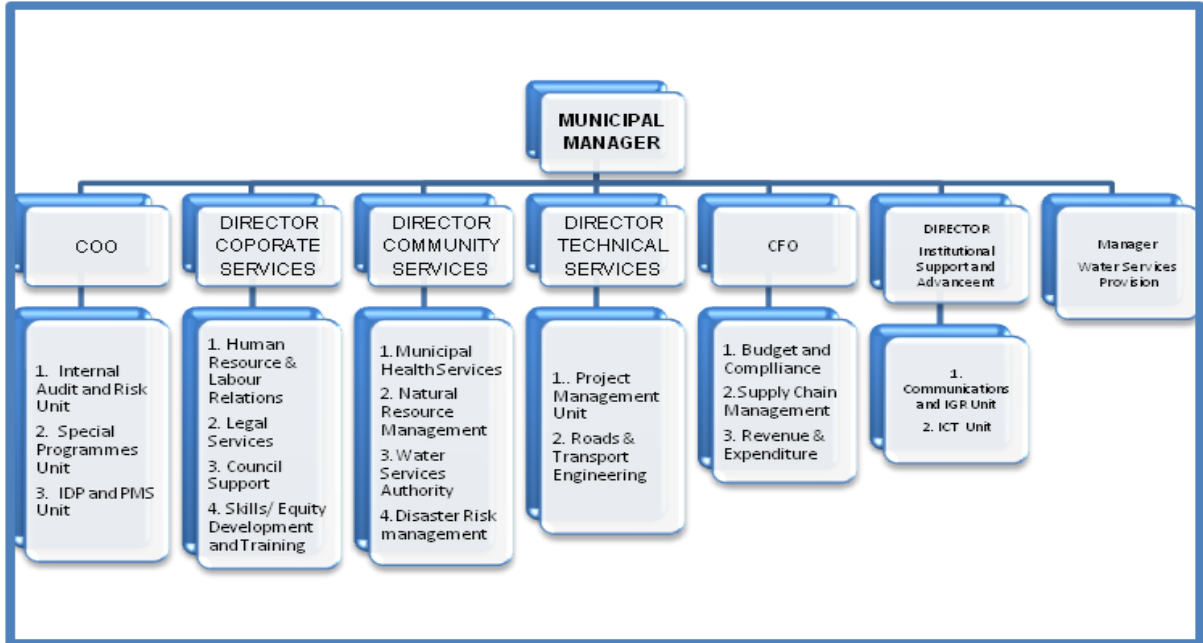 MUNICIPAL
MANAGER
COO
DIRECTOR
COPORATE
SERVICES
DIRECTOR
COMMUNITY
SERVICES
DIRECTOR
TECHNICAL
SERVICES
CFO
DIRECTOR
Institutional
Support and
Advanceent
Manager
Water Services
Provision
1. Internal
Audit and Risk
Unit
2. Special
Programmes
Unit
3. IDP and PMS
Unit
1. Human
Resource &
Labour
Relations
2. Legal
Services
3. Council
Support
4. Skills/ Equity
Development
and Training
1. Municipal
Health Services
2. Natural
Resource
Management
3. Water
Services
Authority
4. Disaster Risk
management
1.. Project
Management
Unit
2. Roads &
Transport
Engineering
1. Budget and
Complliance
2.Supply Chain
Management
3. Revenue &
Expenditure
1.
Communications
and IGR Unit
2. ICT Unit